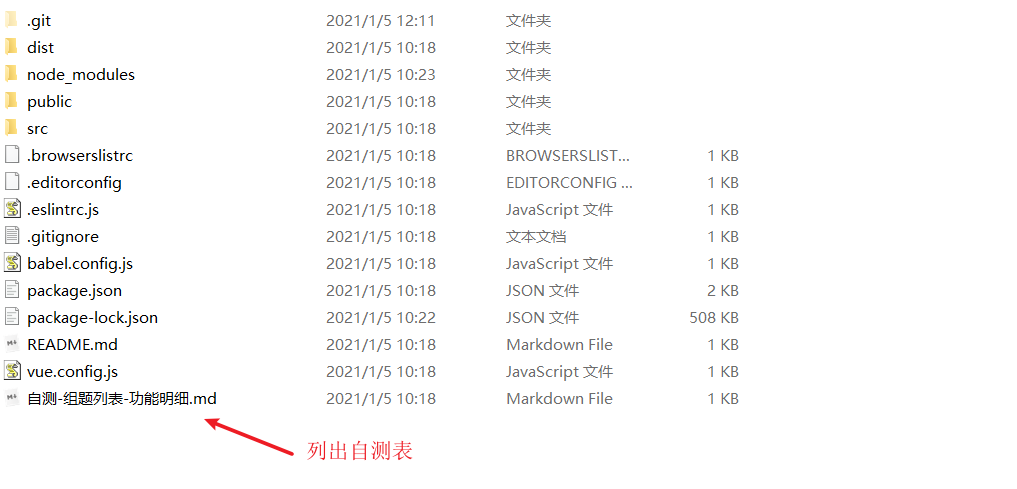 .git 2021/1/5 12:11 文件夹
dist 2021/1/5 10:18 文件夹
node_modules 2021/1/5 10:23 文件夹
public 2021/1/5 10:18 文件夹
src 2021/1/5 10:18 文件夹
.browserslistrc 2021/1/5 10:18 BROWSERSLIST... 1 KB
.editorconfig 2021/1/5 10:18 EDITORCONFIG ... 1 KB
.eslintrc.js 2021/1/5 10:18 JavaScript 文件 1 KB
.gitignore 2021/1/5 10:18 文本文档 1 KB
babel.config.js 2021/1/5 10:18 JavaScript 文件 1 KB
package.json 2021/1/5 10:18 JSON 文件 2 KB
package-lock.json 2021/1/5 10:22 JSON 文件 508 KB
README.md 2021/1/5 10:18 Markdown File 1 KB
vue.config.js 2021/1/5 10:18 JavaScript 文件 1 KB
自测-组题列表-功能明细.md 2021/1/5 10:18 Markdown File 1 KB
列出自测表